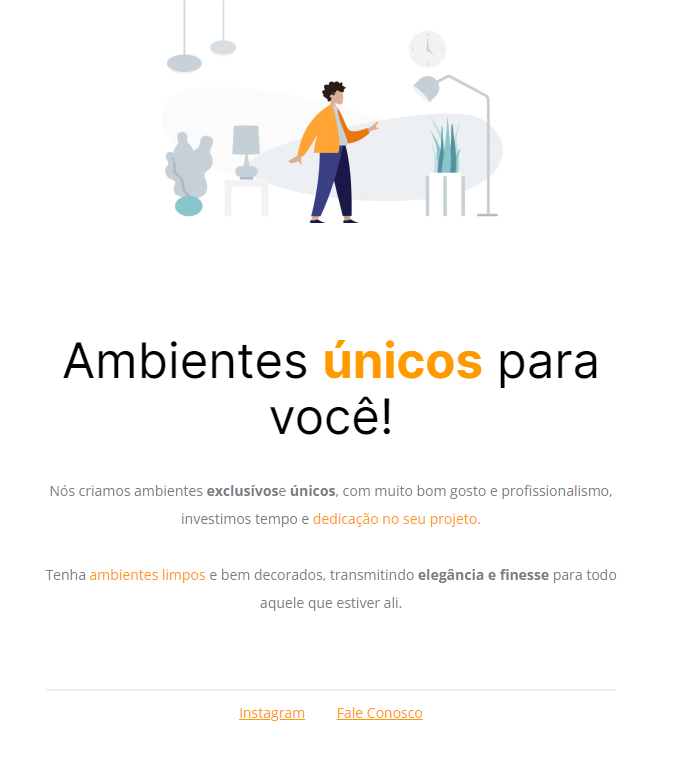 Ambientes únicos para
você!
Nós criamos ambientes exclusívose únicos, com muito bom gosto e profissionalismo,
investimos tempo e dedicação no seu projeto.
Tenha ambientes limpos e bem decorados, transmitindo elegância e finesse para todo
aquele que estiver ali.
Instagram Fale Conosco